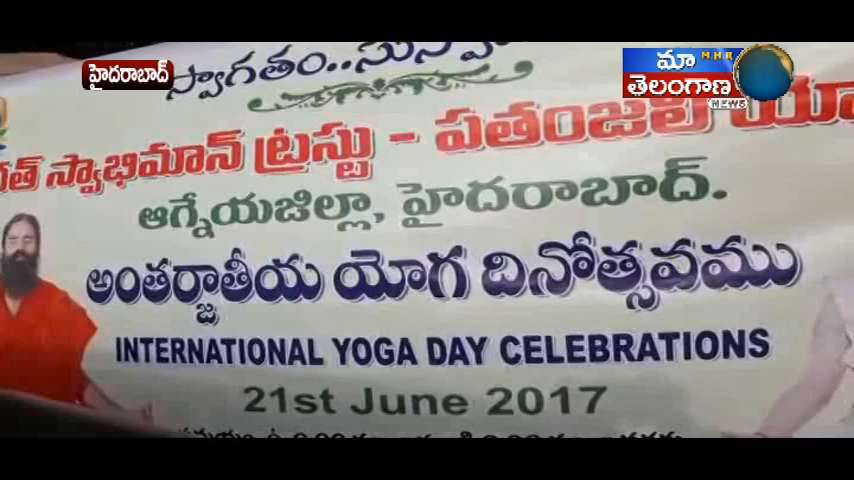 హైదరాబాద్
మా
M.H.R
తెలంగాణ
NEWS
స్వాగతం..
స్వాభిమాన్ ట్రస్టు - పతంజలి
ఆగ్నేయజిల్లా, హైదరాబాద్.
అంతర్జాతీయ యోగ దినోత్సవము
INTERNATIONAL YOGA DAY CELEBRATIONS
21st June 2017